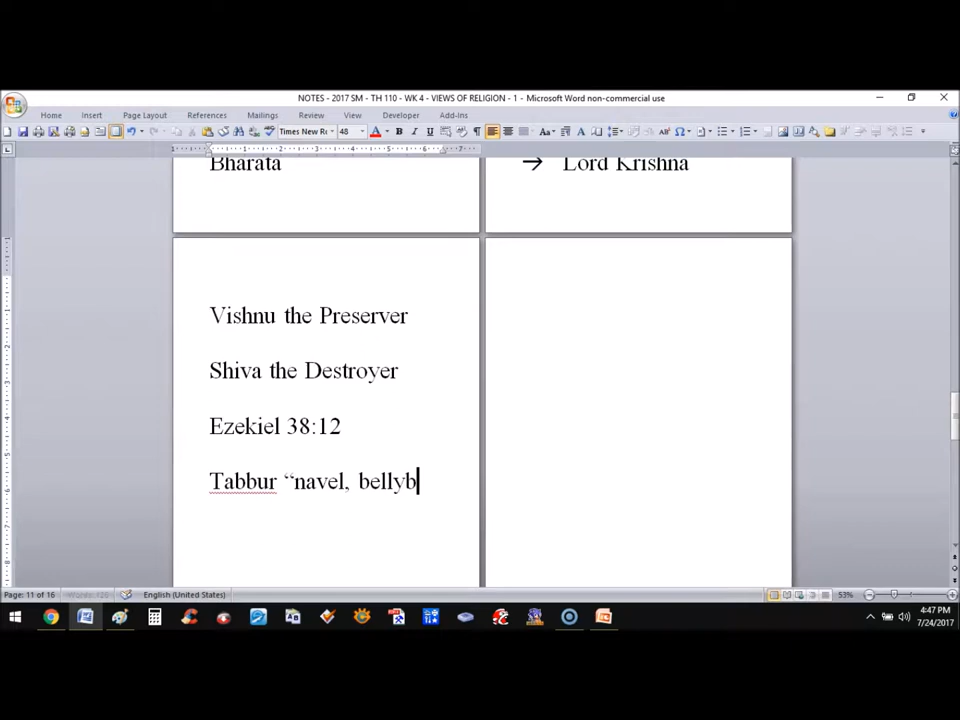 NOTES - 2017 SM - TH 110 - WK 4 - VIEWS OF RELIGION - 1 - Microsoft Word non-commercial use
Home Insert Page Layout References Mailings Review View Developer Add-Ins
Times New Ro 48
Bharata
→ Lord Krishna
Vishnu the Preserver
Shiva the Destroyer
Ezekiel 38:12
Tabbur “navel, bellyb
Page: 11 of 16 Words: 126 English (United States) 53%
4:47 PM
7/24/2017